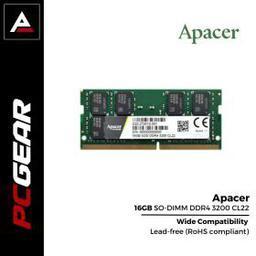 Apacer
PCGEAR
Apacer
16GB SO-DIMM DDR4 3200 CL22
Wide Compatibility
Lead-free (RoHS compliant)